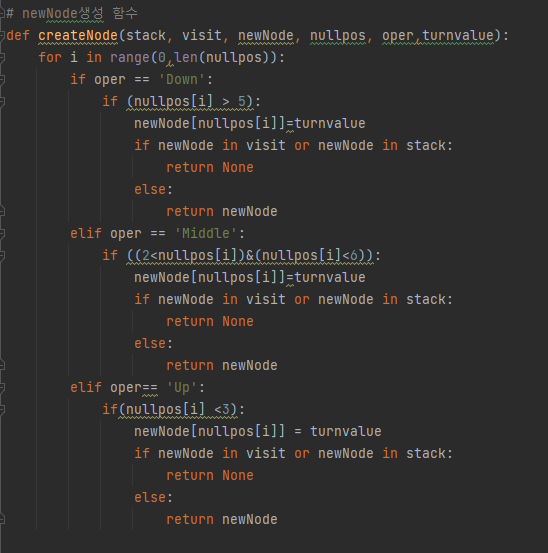 # newNode생성 함수
def createNode(stack, visit, newNode, nullpos, oper,turnvalue):
    for i in range(0,len(nullpos)):
        if oper == 'Down':
            if (nullpos[i] > 5):
                newNode[nullpos[i]]=turnvalue
                if newNode in visit or newNode in stack:
                    return None
                else:
                    return newNode
        elif oper == 'Middle':
            if ((2<nullpos[i])&(nullpos[i]<6)):
                newNode[nullpos[i]]=turnvalue
                if newNode in visit or newNode in stack:
                    return None
                else:
                    return newNode
        elif oper== 'Up':
            if(nullpos[i] <3):
                newNode[nullpos[i]] = turnvalue
                if newNode in visit or newNode in stack:
                    return None
                else:
                    return newNode